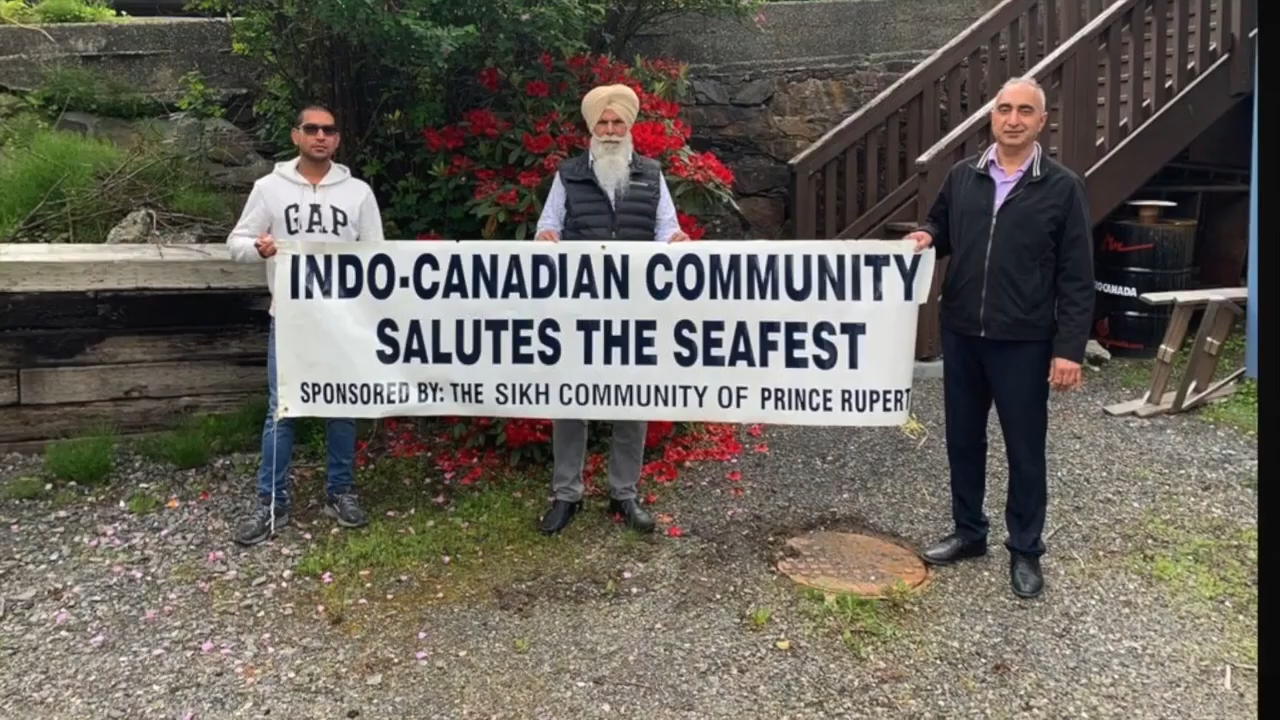 GAP
INDO-CANADIAN COMMUNITY
SALUTES THE SEAFEST
SPONSORED BY: THE SIKH COMMUNITY OF PRINCE RUPERT